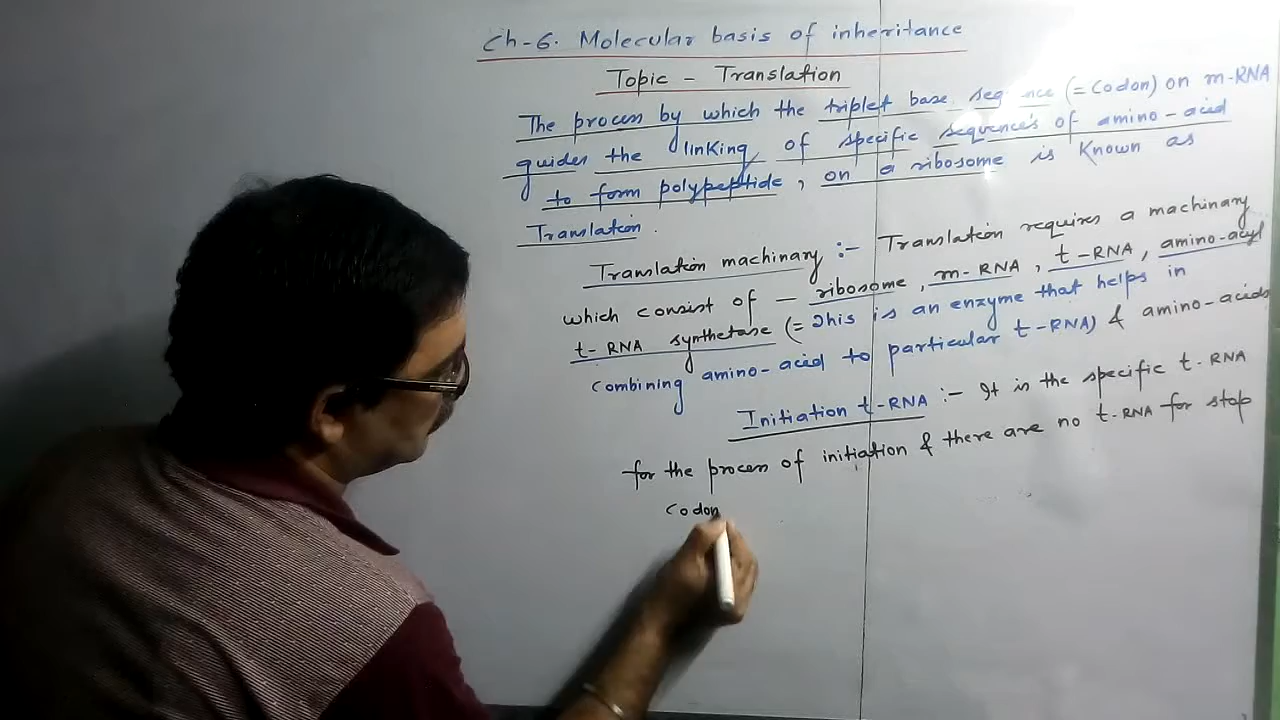 Ch-6. Molecular basis of inheritance
Topic - Translation
The process by which the triplet base sequence (= Codon) on m-RNA
guides the linking of specific sequences of amino-acid
to form polypeptide, on a ribosome is known as
Translation.
Translation machinary :- Translation requires a machinary
which consist of - ribosome, m-RNA, t-RNA, amino-acyl
t-RNA synthetase (= This is an enzyme that helps in
combining amino-acid to particular t-RNA) & amino-acids
Initiation t-RNA :- It is the specific t-RNA
for the process of initiation & there are no t-RNA for stop
codon